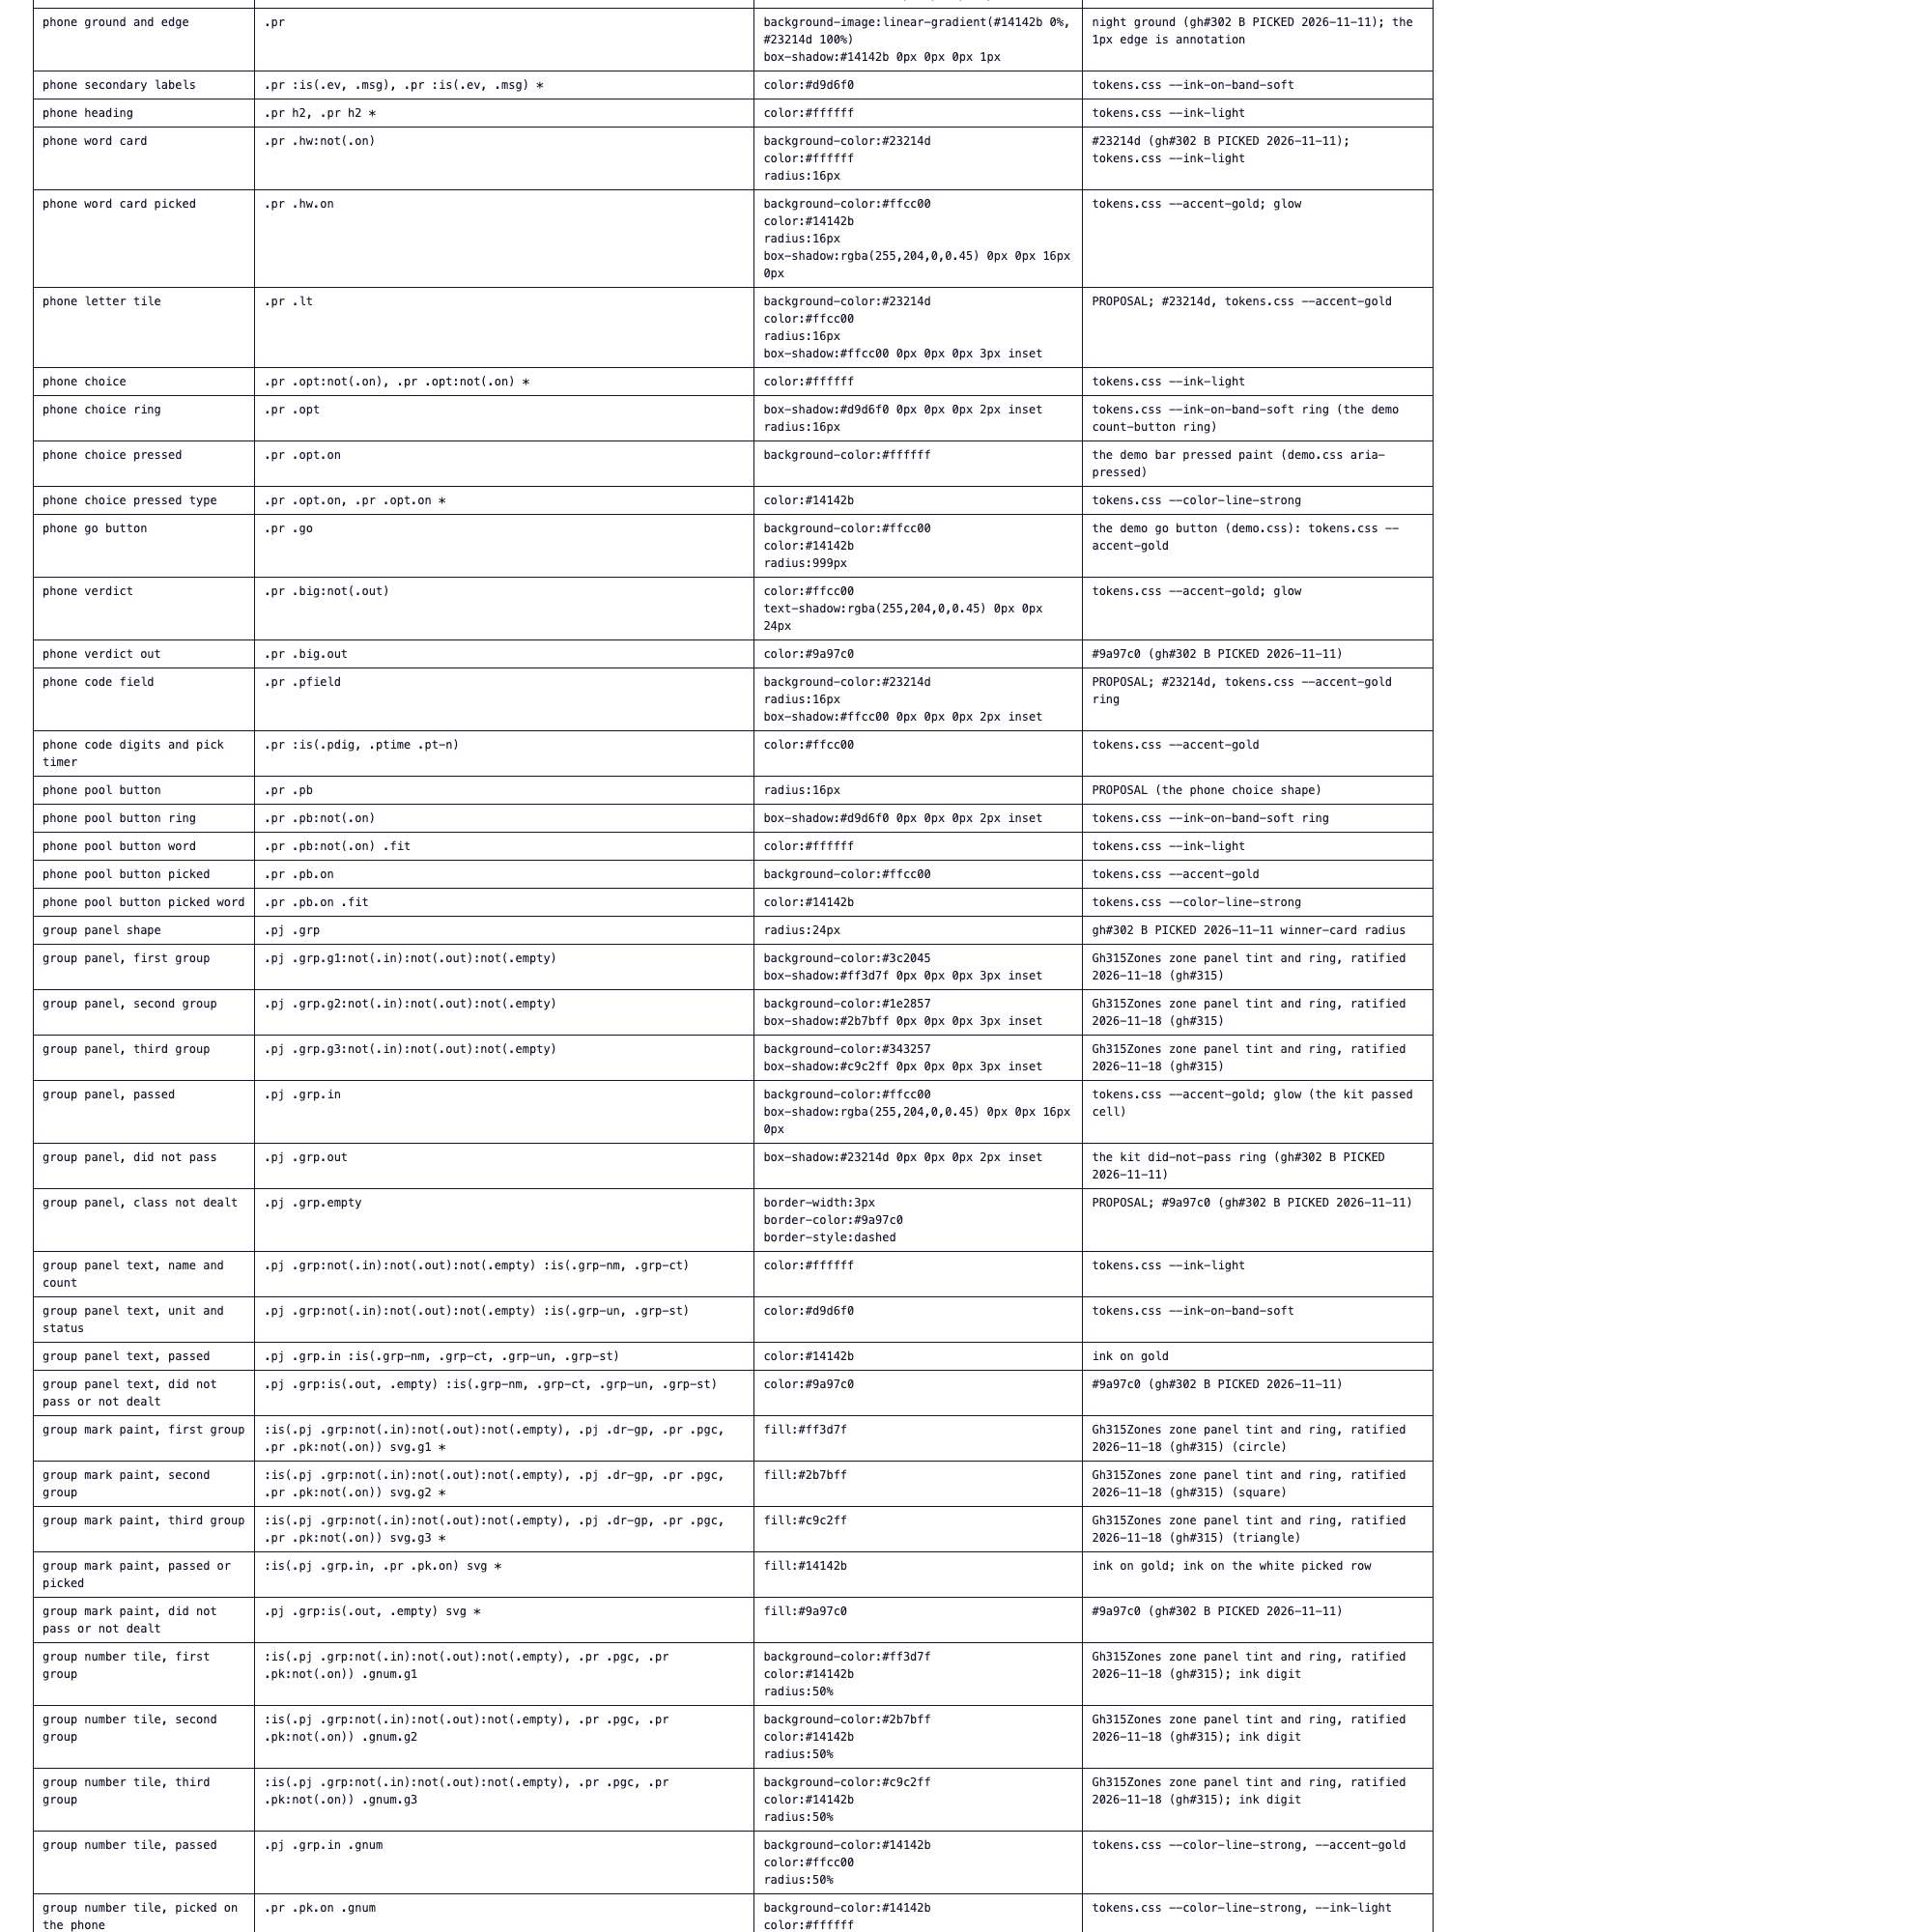 phone ground and edge
.pr
background-image:linear-gradient(#14142b 0%,
#23214d 100%)
box-shadow:#14142b 0px 0px 0px 1px
night ground (gh#302 B PICKED 2026-11-11); the
1px edge is annotation
phone secondary labels
.pr :is(.ev, .msg), .pr :is(.ev, .msg) *
color:#d9d6f0
tokens.css --ink-on-band-soft
phone heading
.pr h2, .pr h2 *
color:#ffffff
tokens.css --ink-light
phone word card
.pr .hw:not(.on)
background-color:#23214d
color:#ffffff
radius:16px
#23214d (gh#302 B PICKED 2026-11-11);
tokens.css --ink-light
phone word card picked
.pr .hw.on
background-color:#ffcc00
color:#14142b
radius:16px
box-shadow:rgba(255,204,0,0.45) 0px 0px 16px
0px
tokens.css --accent-gold; glow
phone letter tile
.pr .lt
background-color:#23214d
color:#ffcc00
radius:16px
box-shadow:#ffcc00 0px 0px 0px 3px inset
PROPOSAL; #23214d, tokens.css --accent-gold
phone choice
.pr .opt:not(.on), .pr .opt:not(.on) *
color:#ffffff
tokens.css --ink-light
phone choice ring
.pr .opt
box-shadow:#d9d6f0 0px 0px 0px 2px inset
radius:16px
tokens.css --ink-on-band-soft ring (the demo
count-button ring)
phone choice pressed
.pr .opt.on
background-color:#ffffff
the demo bar pressed paint (demo.css aria-
pressed)
phone choice pressed type
.pr .opt.on, .pr .opt.on *
color:#14142b
tokens.css --color-line-strong
phone go button
.pr .go
background-color:#ffcc00
color:#14142b
radius:999px
the demo go button (demo.css): tokens.css --
accent-gold
phone verdict
.pr .big:not(.out)
color:#ffcc00
text-shadow:rgba(255,204,0,0.45) 0px 0px
24px
tokens.css --accent-gold; glow
phone verdict out
.pr .big.out
color:#9a97c0
#9a97c0 (gh#302 B PICKED 2026-11-11)
phone code field
.pr .pfield
background-color:#23214d
radius:16px
box-shadow:#ffcc00 0px 0px 0px 2px inset
PROPOSAL; #23214d, tokens.css --accent-gold
ring
phone code digits and pick
timer
.pr :is(.pdig, .ptime .pt-n)
color:#ffcc00
tokens.css --accent-gold
phone pool button
.pr .pb
radius:16px
PROPOSAL (the phone choice shape)
phone pool button ring
.pr .pb:not(.on)
box-shadow:#d9d6f0 0px 0px 0px 2px inset
tokens.css --ink-on-band-soft ring
phone pool button word
.pr .pb:not(.on) .fit
color:#ffffff
tokens.css --ink-light
phone pool button picked
.pr .pb.on
background-color:#ffcc00
tokens.css --accent-gold
phone pool button picked word
.pr .pb.on .fit
color:#14142b
tokens.css --color-line-strong
group panel shape
.pj .grp
radius:24px
gh#302 B PICKED 2026-11-11 winner-card radius
group panel, first group
.pj .grp.g1:not(.in):not(.out):not(.empty)
background-color:#3c2045
box-shadow:#ff3d7f 0px 0px 0px 3px inset
Gh315Zones zone panel tint and ring, ratified
2026-11-18 (gh#315)
group panel, second group
.pj .grp.g2:not(.in):not(.out):not(.empty)
background-color:#1e2857
box-shadow:#2b7bff 0px 0px 0px 3px inset
Gh315Zones zone panel tint and ring, ratified
2026-11-18 (gh#315)
group panel, third group
.pj .grp.g3:not(.in):not(.out):not(.empty)
background-color:#343257
box-shadow:#c9c2ff 0px 0px 0px 3px inset
Gh315Zones zone panel tint and ring, ratified
2026-11-18 (gh#315)
group panel, passed
.pj .grp.in
background-color:#ffcc00
box-shadow:rgba(255,204,0,0.45) 0px 0px 16px
0px
tokens.css --accent-gold; glow (the kit passed
cell)
group panel, did not pass
.pj .grp.out
box-shadow:#23214d 0px 0px 0px 2px inset
the kit did-not-pass ring (gh#302 B PICKED
2026-11-11)
group panel, class not dealt
.pj .grp.empty
border-width:3px
border-color:#9a97c0
border-style:dashed
PROPOSAL; #9a97c0 (gh#302 B PICKED 2026-11-11)
group panel text, name and
count
.pj .grp:not(.in):not(.out):not(.empty) :is(.grp-nm, .grp-ct)
color:#ffffff
tokens.css --ink-light
group panel text, unit and
status
.pj .grp:not(.in):not(.out):not(.empty) :is(.grp-un, .grp-st)
color:#d9d6f0
tokens.css --ink-on-band-soft
group panel text, passed
.pj .grp.in :is(.grp-nm, .grp-ct, .grp-un, .grp-st)
color:#14142b
ink on gold
group panel text, did not
pass or not dealt
.pj .grp:is(.out, .empty) :is(.grp-nm, .grp-ct, .grp-un, .grp-st)
color:#9a97c0
#9a97c0 (gh#302 B PICKED 2026-11-11)
group mark paint, first group
:is(.pj .grp:not(.in):not(.out):not(.empty), .pj .dr-gp, .pr .pgc,
.pr .pk:not(.on)) svg.g1 *
fill:#ff3d7f
Gh315Zones zone panel tint and ring, ratified
2026-11-18 (gh#315) (circle)
group mark paint, second
group
:is(.pj .grp:not(.in):not(.out):not(.empty), .pj .dr-gp, .pr .pgc,
.pr .pk:not(.on)) svg.g2 *
fill:#2b7bff
Gh315Zones zone panel tint and ring, ratified
2026-11-18 (gh#315) (square)
group mark paint, third group
:is(.pj .grp:not(.in):not(.out):not(.empty), .pj .dr-gp, .pr .pgc,
.pr .pk:not(.on)) svg.g3 *
fill:#c9c2ff
Gh315Zones zone panel tint and ring, ratified
2026-11-18 (gh#315) (triangle)
group mark paint, passed or
picked
:is(.pj .grp.in, .pr .pk.on) svg *
fill:#14142b
ink on gold; ink on the white picked row
group mark paint, did not
pass or not dealt
.pj .grp:is(.out, .empty) svg *
fill:#9a97c0
#9a97c0 (gh#302 B PICKED 2026-11-11)
group number tile, first
group
:is(.pj .grp:not(.in):not(.out):not(.empty), .pr .pgc, .pr
.pk:not(.on)) .gnum.g1
background-color:#ff3d7f
color:#14142b
radius:50%
Gh315Zones zone panel tint and ring, ratified
2026-11-18 (gh#315); ink digit
group number tile, second
group
:is(.pj .grp:not(.in):not(.out):not(.empty), .pr .pgc, .pr
.pk:not(.on)) .gnum.g2
background-color:#2b7bff
color:#14142b
radius:50%
Gh315Zones zone panel tint and ring, ratified
2026-11-18 (gh#315); ink digit
group number tile, third
group
:is(.pj .grp:not(.in):not(.out):not(.empty), .pr .pgc, .pr
.pk:not(.on)) .gnum.g3
background-color:#c9c2ff
color:#14142b
radius:50%
Gh315Zones zone panel tint and ring, ratified
2026-11-18 (gh#315); ink digit
group number tile, passed
.pj .grp.in .gnum
background-color:#14142b
color:#ffcc00
radius:50%
tokens.css --color-line-strong, --accent-gold
group number tile, picked on
the phone
.pr .pk.on .gnum
background-color:#14142b
color:#ffffff
tokens.css --color-line-strong, --ink-light